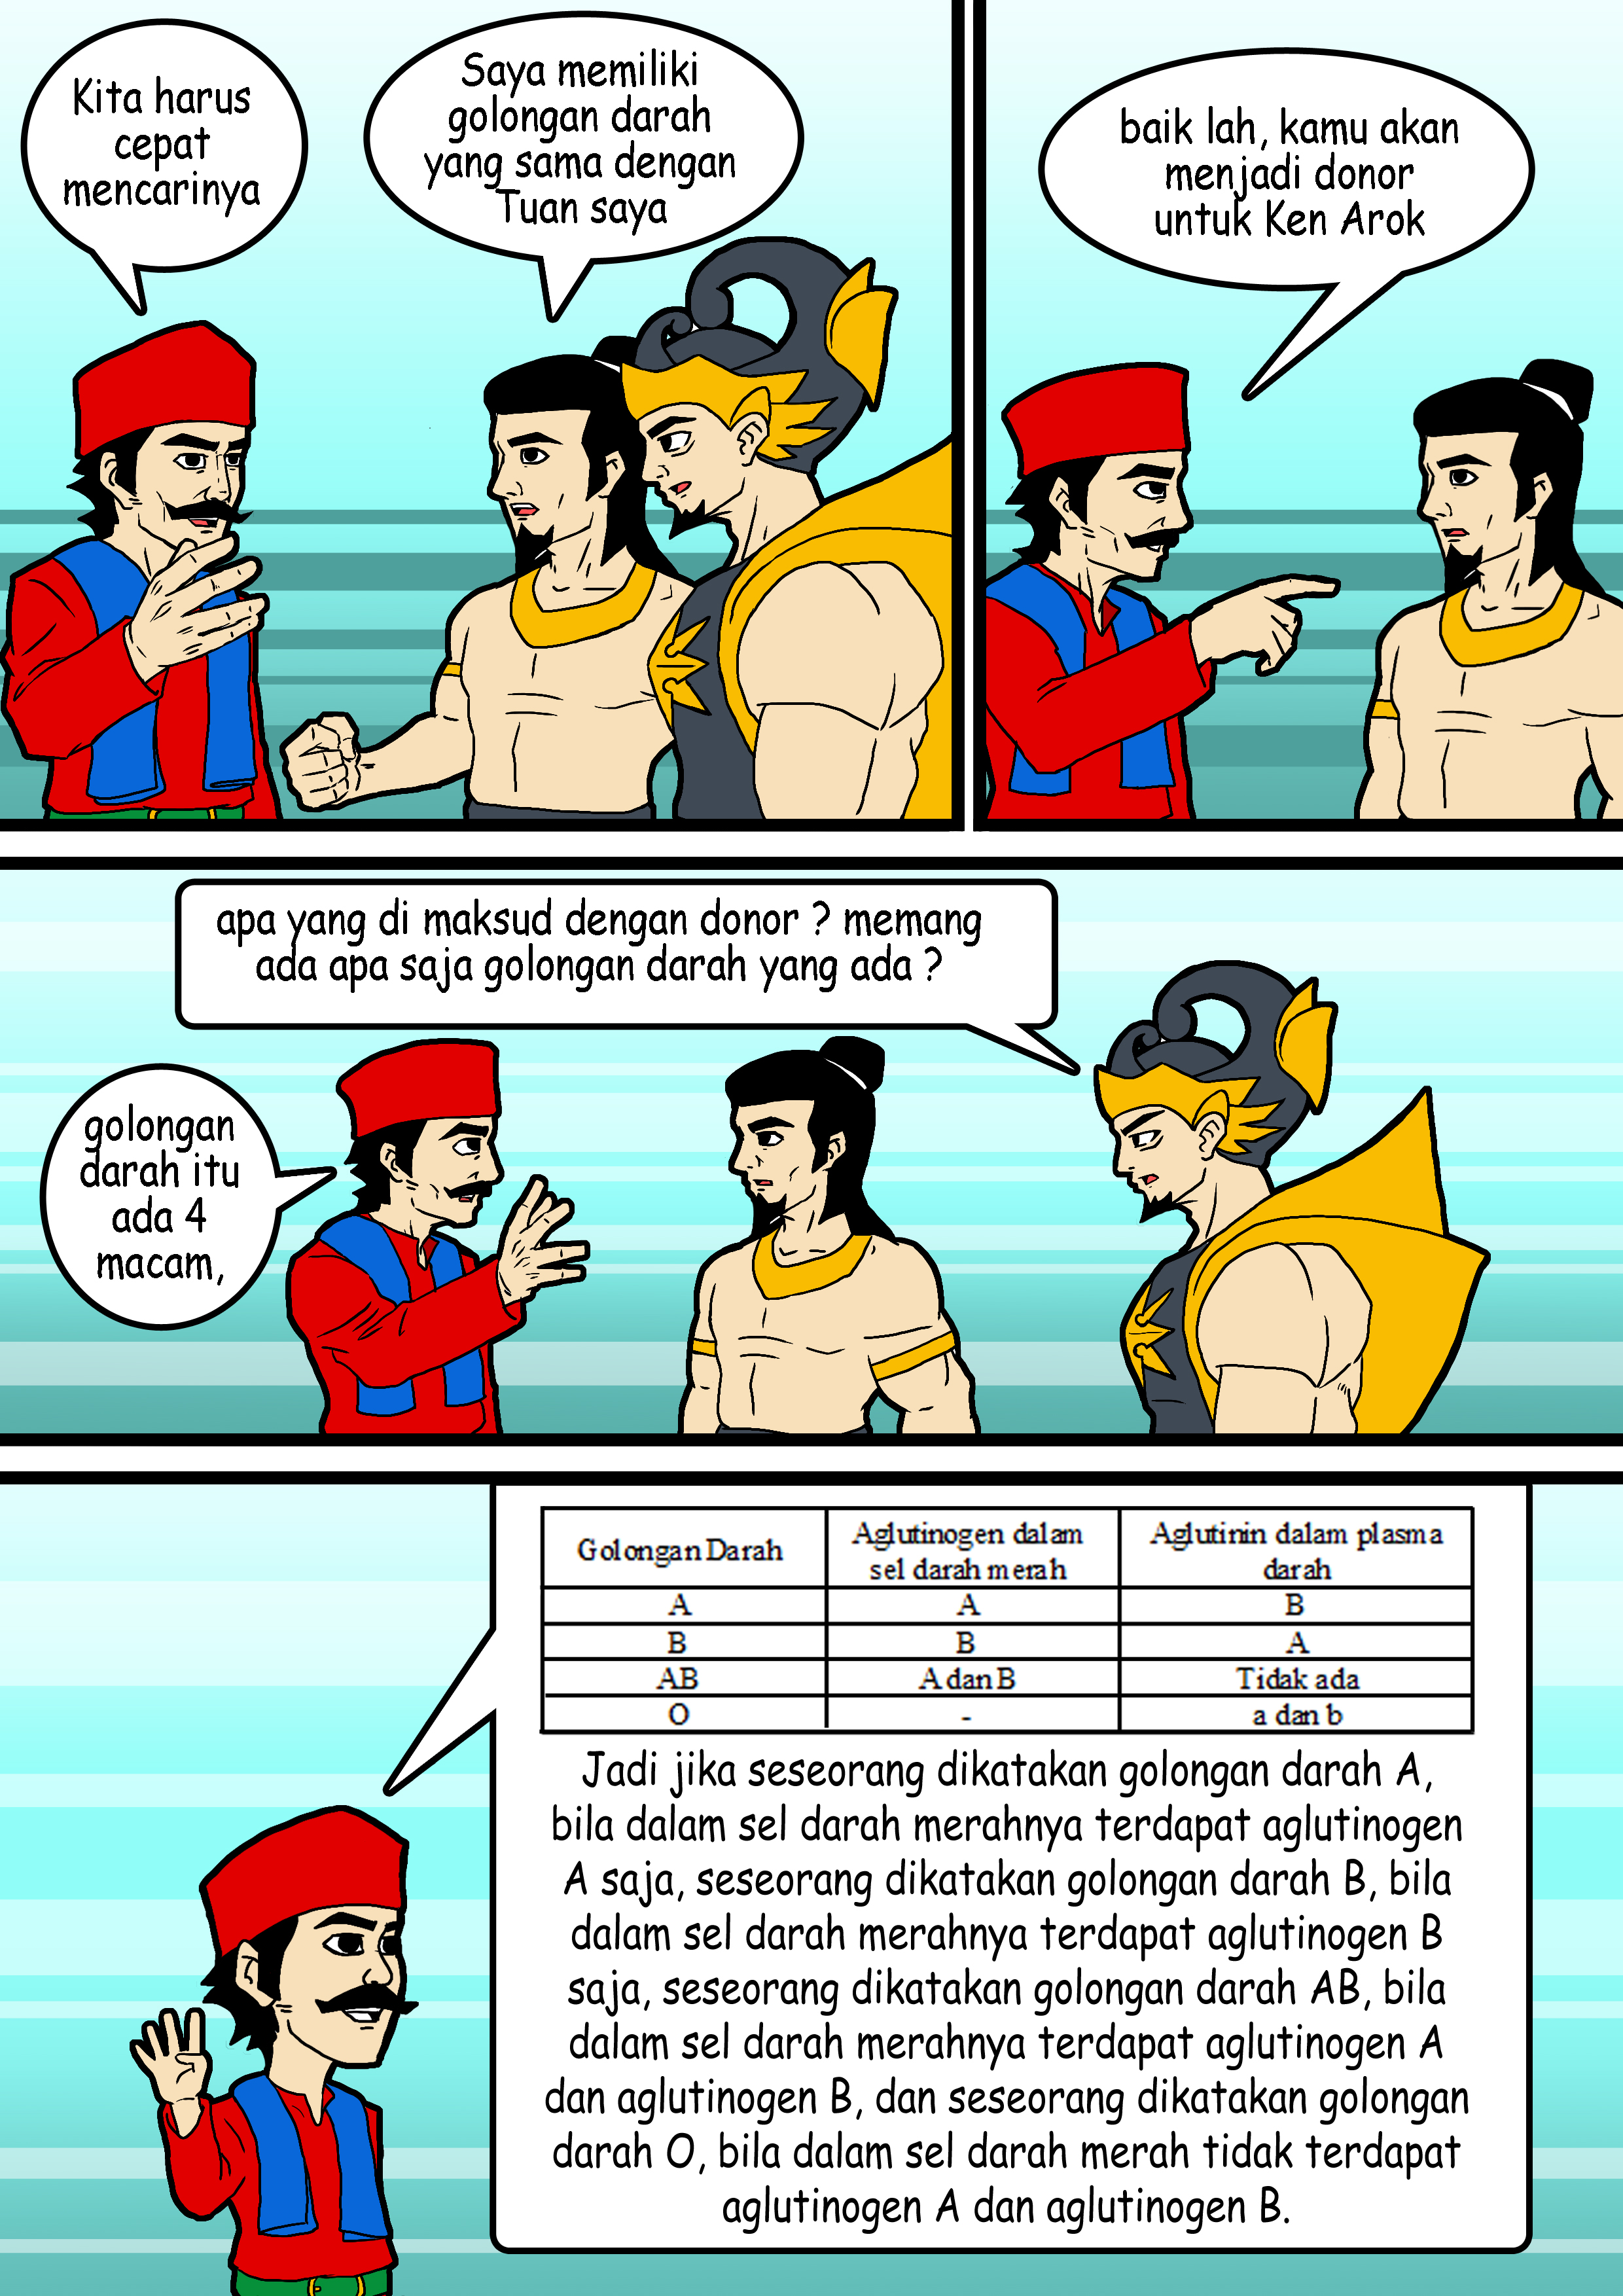 Kita harus
cepat
mencarinya
Saya memiliki
golongan darah
yang sama dengan
Tuan saya
baik lah, kamu akan
menjadi donor
untuk Ken Arok
apa yang di maksud dengan donor ? memang
ada apa saja golongan darah yang ada ?
golongan
darah itu
ada 4
macam,
Golongan Darah
Aglutinogen dalam
sel darah merah
Aglutinin dalam plasma
darah
A A B
B B A
AB A dan B Tidak ada
O - a dan b
Jadi jika seseorang dikatakan golongan darah A,
bila dalam sel darah merahnya terdapat aglutinogen
A saja, seseorang dikatakan golongan darah B, bila
dalam sel darah merahnya terdapat aglutinogen B
saja, seseorang dikatakan golongan darah AB, bila
dalam sel darah merahnya terdapat aglutinogen A
dan aglutinogen B, dan seseorang dikatakan golongan
darah O, bila dalam sel darah merah tidak terdapat
aglutinogen A dan aglutinogen B.